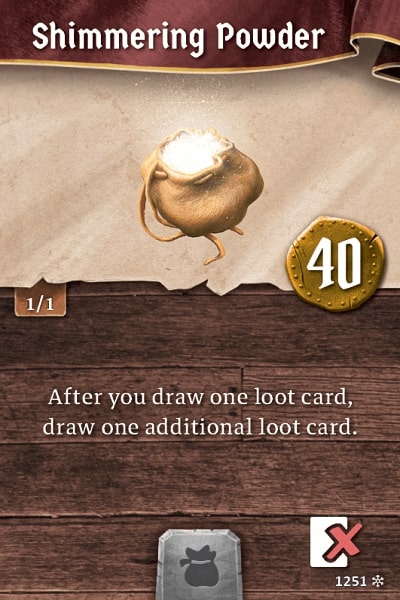 Shimmering Powder
40
1/1
After you draw one loot card,
draw one additional loot card.
1251